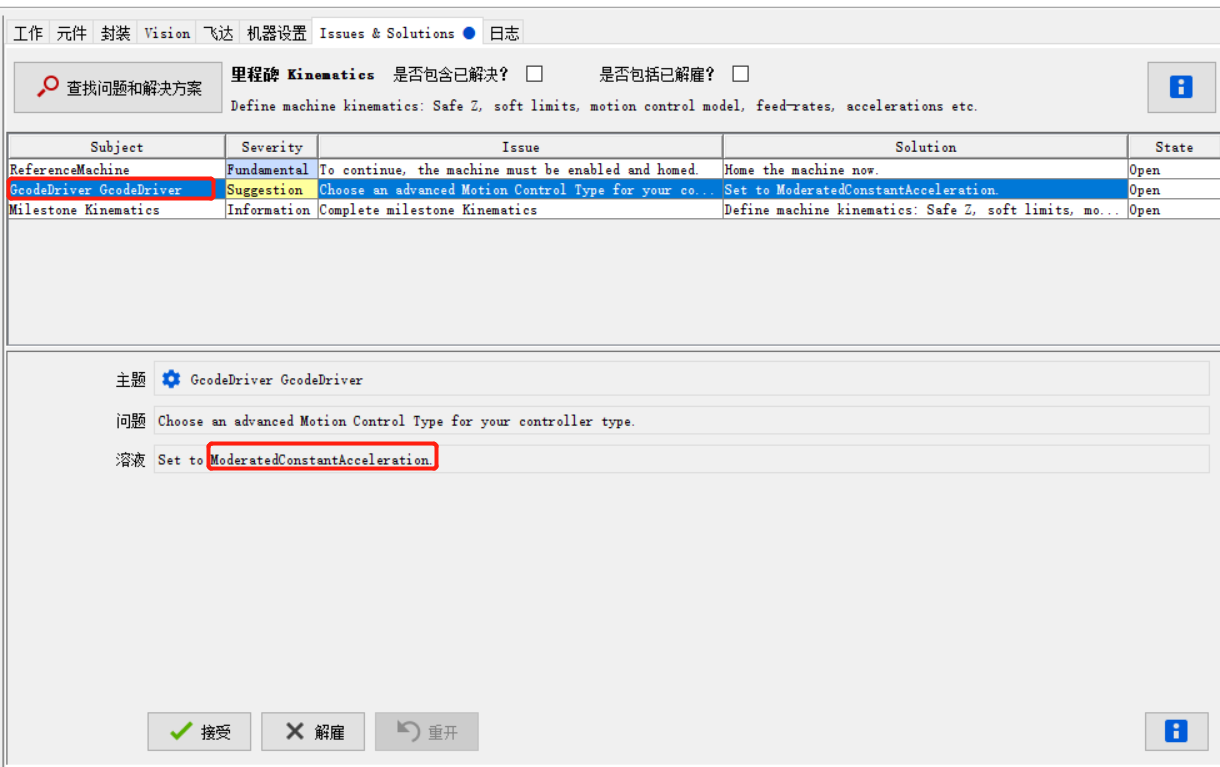 工作 元件 封装 Vision 飞达 机器设置 Issues & Solutions 日志
查找问题和解决方案
里程碑 Kinematics 是否包含已解决? 是否包括已解雇?
Define machine kinematics: Safe Z, soft limits, motion control model, feed-rates, accelerations etc.
Subject Severity Issue Solution State
ReferenceMachine Fundamental To continue, the machine must be enabled and homed. Home the machine now. Open
GcodeDriver GcodeDriver Suggestion Choose an advanced Motion Control Type for your co... Set to ModeratedConstantAcceleration. Open
Milestone Kinematics Information Complete milestone Kinematics Define machine kinematics: Safe Z, soft limits, mo... Open
主题 GcodeDriver GcodeDriver
问题 Choose an advanced Motion Control Type for your controller type.
溶液 Set to ModeratedConstantAcceleration.
接受 解雇 重开